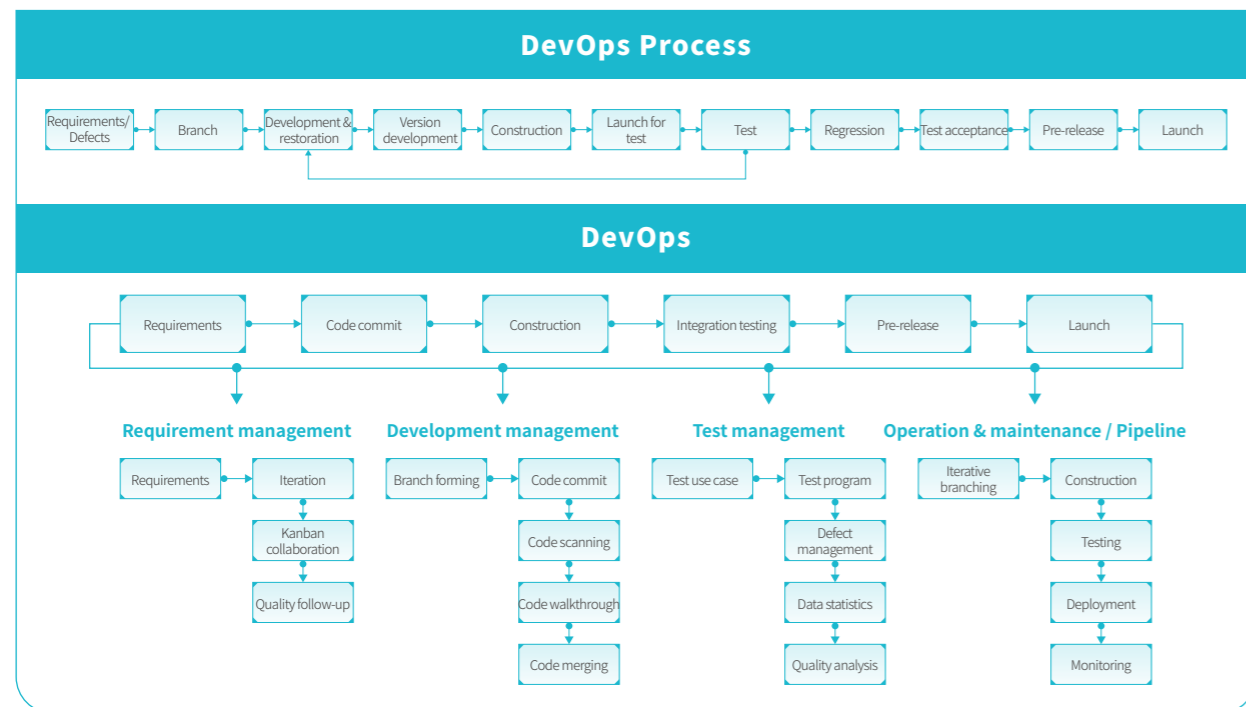 DevOps Process
Requirements/
Defects
Branch
Development &
restoration
Version
development
Construction
Launch for
test
Test
Regression
Test acceptance
Pre-release
Launch
DevOps
Requirements
Code commit
Construction
Integration testing
Pre-release
Launch
Requirement management
Development management
Test management
Operation & maintenance / Pipeline
Requirements
Iteration
Kanban
collaboration
Quality follow-up
Branch forming
Code commit
Code scanning
Code walkthrough
Code merging
Test use case
Test program
Defect
management
Data statistics
Quality analysis
Iterative
branching
Construction
Testing
Deployment
Monitoring